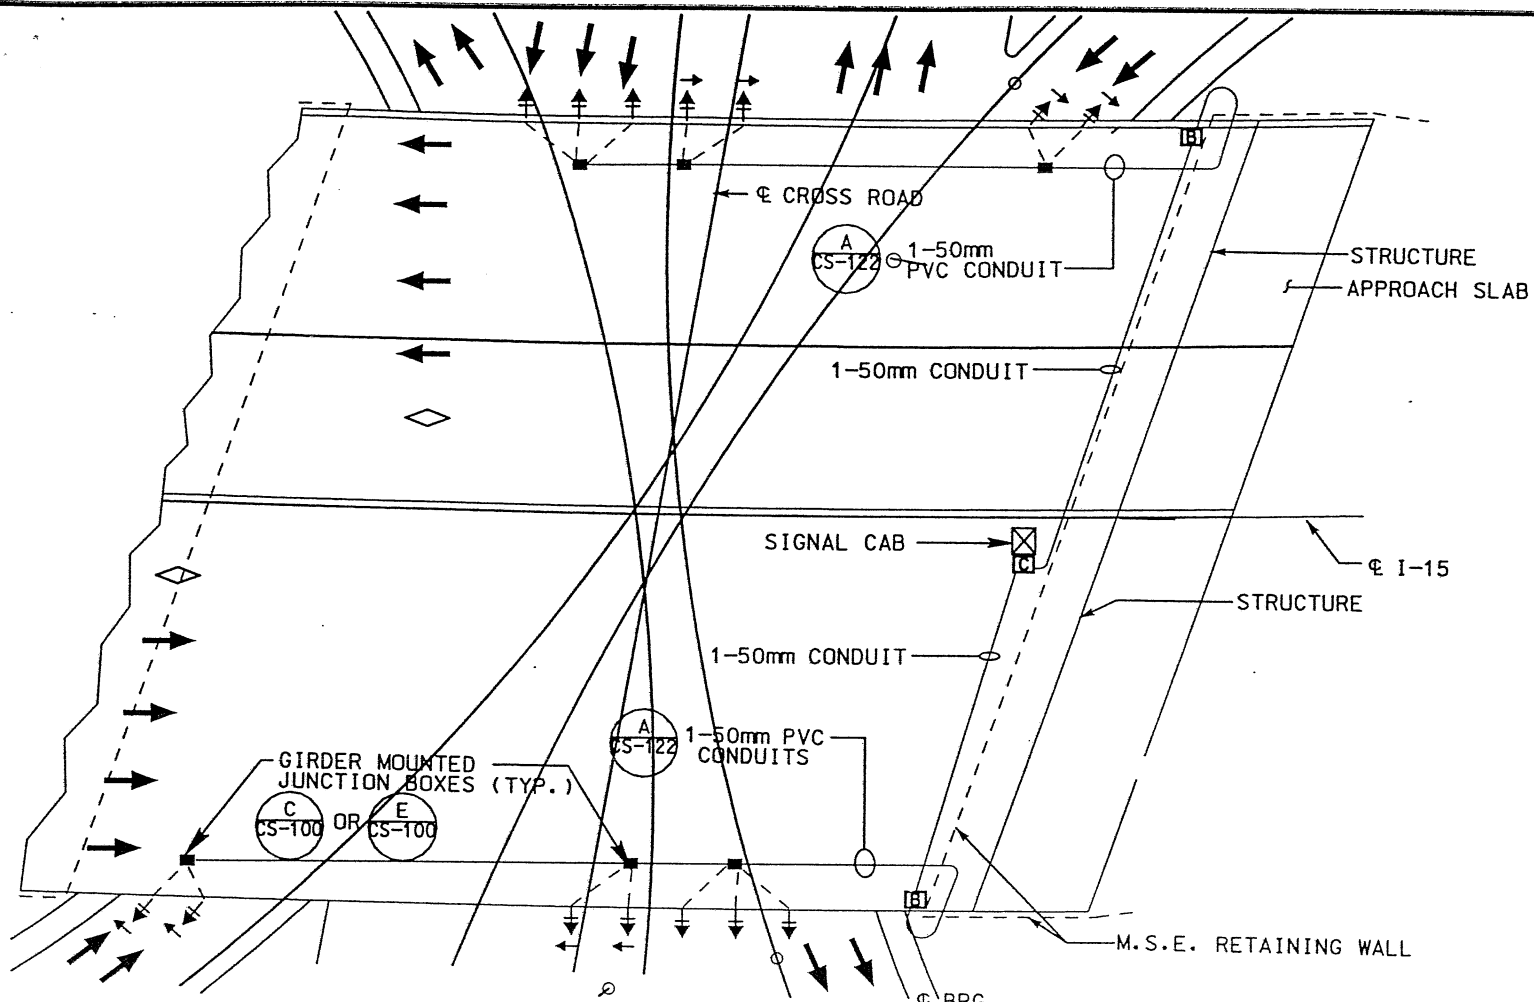 B
℄ CROSS ROAD
A
CS-122
1-50mm
PVC CONDUIT
STRUCTURE
APPROACH SLAB
1-50mm CONDUIT
SIGNAL CAB
C
℄ I-15
STRUCTURE
1-50mm CONDUIT
A
CS-122
1-50mm PVC
CONDUITS
GIRDER MOUNTED
JUNCTION BOXES (TYP.)
C
CS-100
OR
E
CS-100
B
M.S.E. RETAINING WALL
℄ BRG